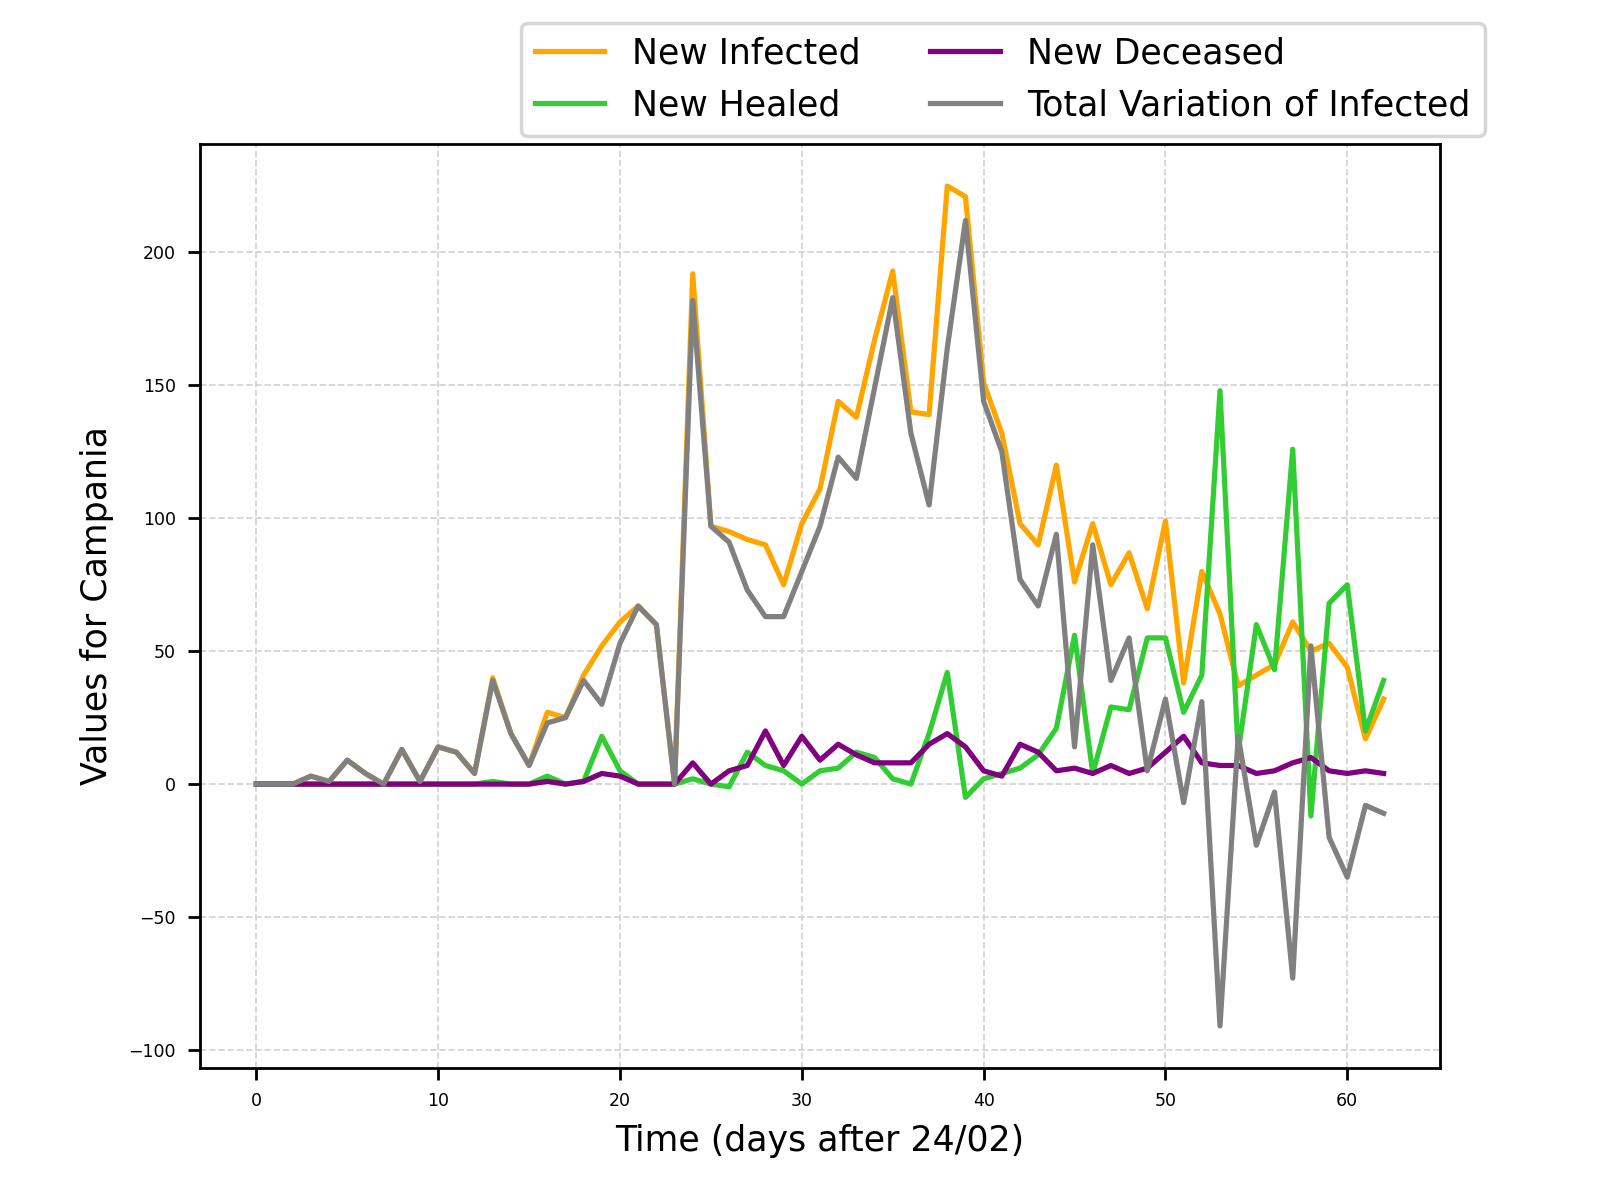 New Infected
New Healed
New Deceased
Total Variation of Infected
Values for Campania
200
150
100
50
0
−50
−100
0 10 20 30 40 50 60
Time (days after 24/02)